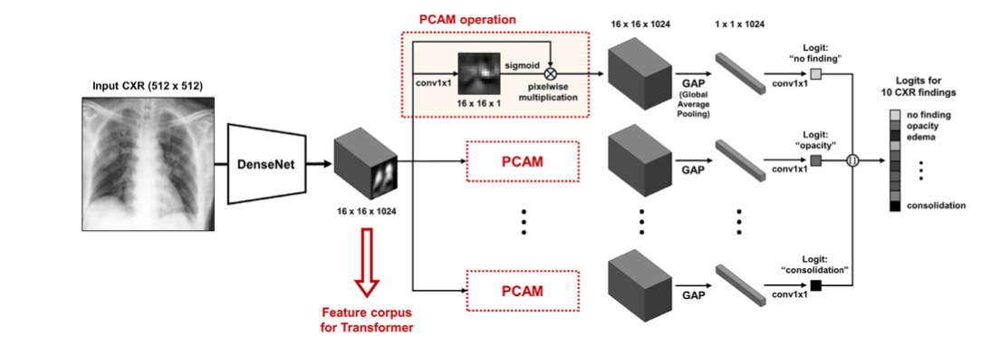 PCAM operation
16 x 16 x 1024
1 x 1 x 1024
Input CXR (512 x 512)
DenseNet
16 x 16 x 1024
Feature corpus
for Transformer
conv1x1
16 x 16 x 1
sigmoid
pixelwise
multiplication
GAP
(Global
Average
Pooling)
conv1x1
Logit:
“no finding”
PCAM
GAP
conv1x1
Logit:
“opacity”
PCAM
GAP
conv1x1
Logit:
“consolidation”
[ ]
Logits for
10 CXR findings
no finding
opacity
edema
consolidation